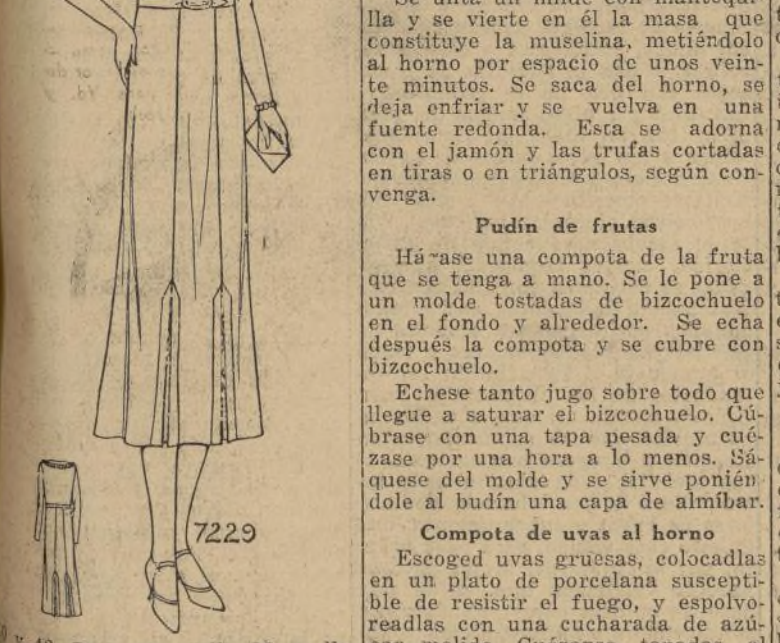 Se unta un molde con mantequi-
lla y se vierte en él la masa que
constituye la muselina, metiéndolo
al horno por espacio de unos vein-
te minutos. Se saca del horno, se
deja enfriar y se vuelva en una
fuente redonda. Esta se adorna
con el jamón y las trufas cortadas
en tiras o en triángulos, según con-
venga.
Pudín de frutas
una compota de la fruta
que se tenga a mano. Se le pone a
un molde tostadas de bizcochuelo
en el fondo y alrededor. Se echa
después la compota y se cubre con
bizcochuelo.
Echese tanto jugo sobre todo que
llegue a saturar el bizcochuelo. Cú-
brase con una tapa pesada y cué-
zase por una hora a lo menos. Sá-
quese del molde y se sirve ponién
dole al budín una capa de almíbar.
Compota de uvas al horno
Escoged uvas gruesas, colocadlas
en un plato de porcelana suscepti-
ble de resistir el fuego, y espolvo-
readlas con una cucharada de azú-
7229